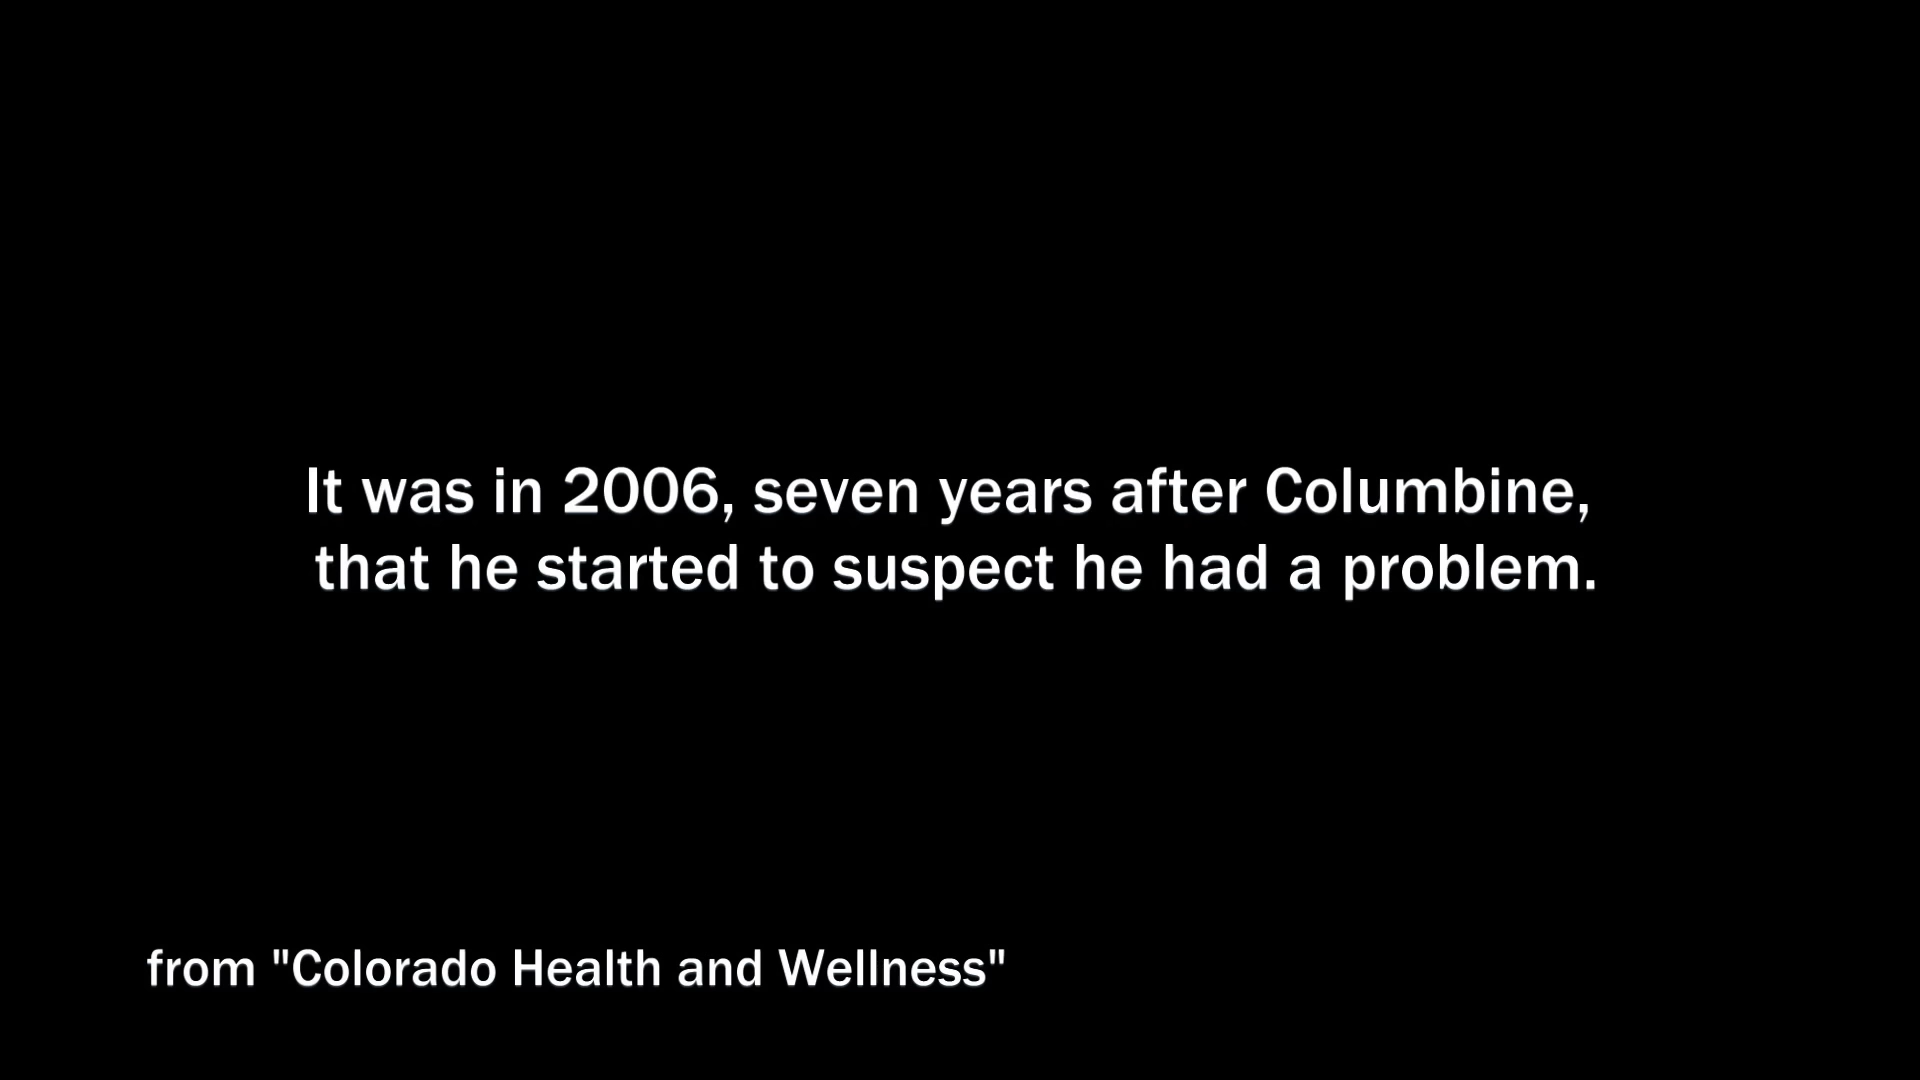 It was in 2006, seven years after Columbine,
that he started to suspect he had a problem.
from "Colorado Health and Wellness"